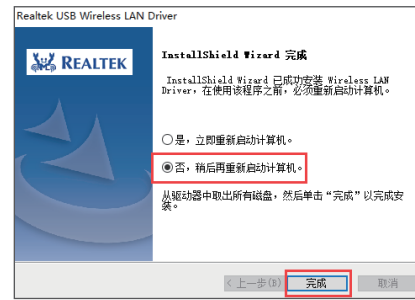 Realtek USB Wireless LAN Driver
REALTEK
InstallShield Wizard 完成
InstallShield Wizard 已成功安装 Wireless LAN
Driver，在使用该程序之前，必须重新启动计算机。
是，立即重新启动计算机。
否，稍后再重新启动计算机。
从驱动器中取出所有磁盘，然后单击“完成”以完成安
装。
< 上一步(B) 完成 取消